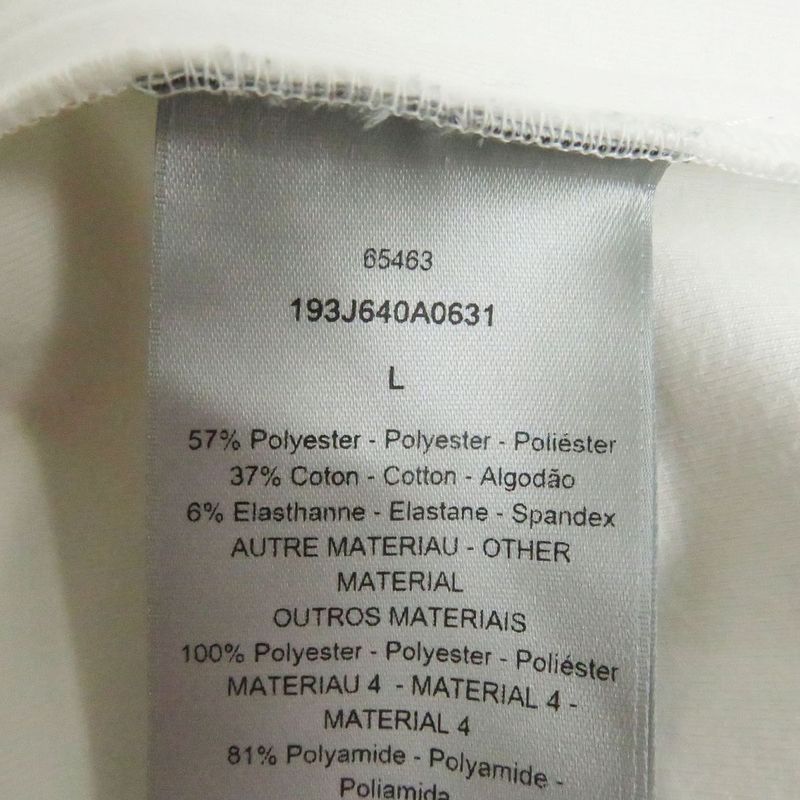 65463
193J640A0631
L
57% Polyester - Polyester - Poliéster
37% Coton - Cotton - Algodão
6% Elasthanne - Elastane - Spandex
AUTRE MATERIAU - OTHER
MATERIAL
OUTROS MATERIAIS
100% Polyester - Polyester - Poliéster
MATERIAU 4 - MATERIAL 4 -
MATERIAL 4
81% Polyamide - Polyamide -
Poliamida